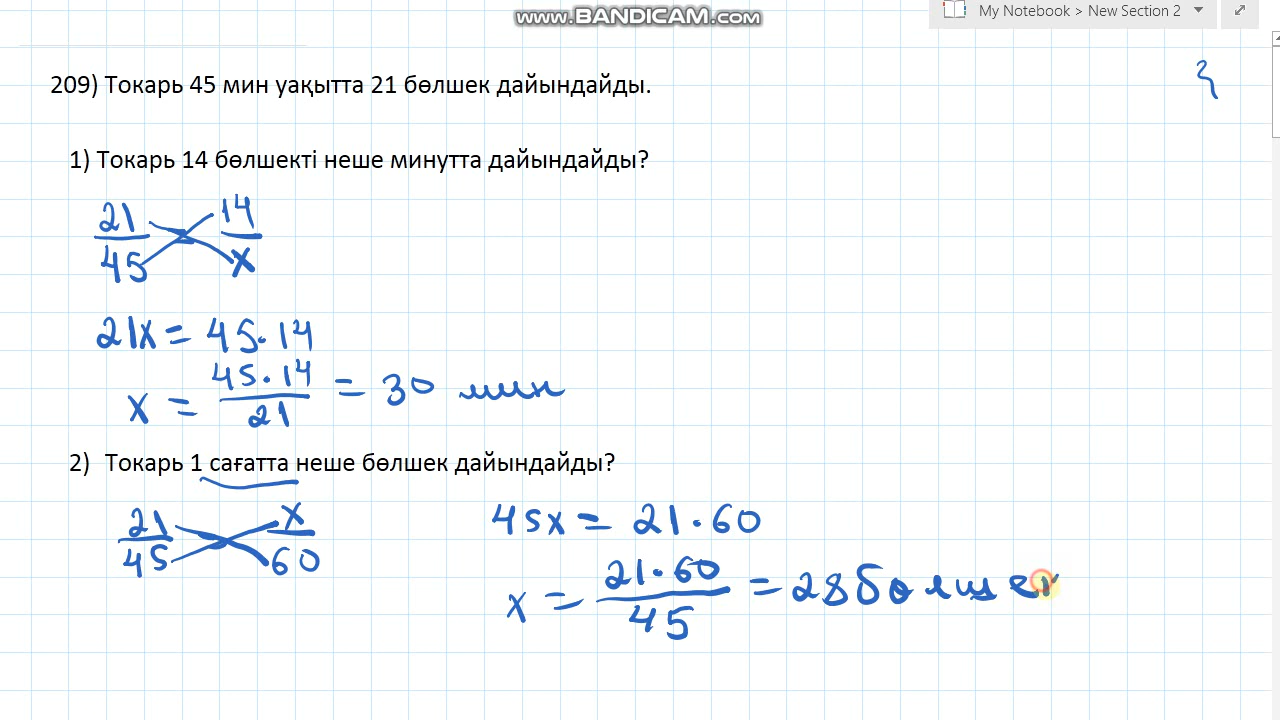 www.BANDICAM.com
My Notebook > New Section 2
209) Токарь 45 мин уақытта 21 бөлшек дайындайды.
1) Токарь 14 бөлшекті неше минутта дайындайды?
21 14
45 x
21x = 45·14
x = 45·14 / 21 = 30 мин
2) Токарь 1 сағатта неше бөлшек дайындайды?
21 x
45 60
45x = 21·60
x = 21·60 / 45 = 28 бөлшек